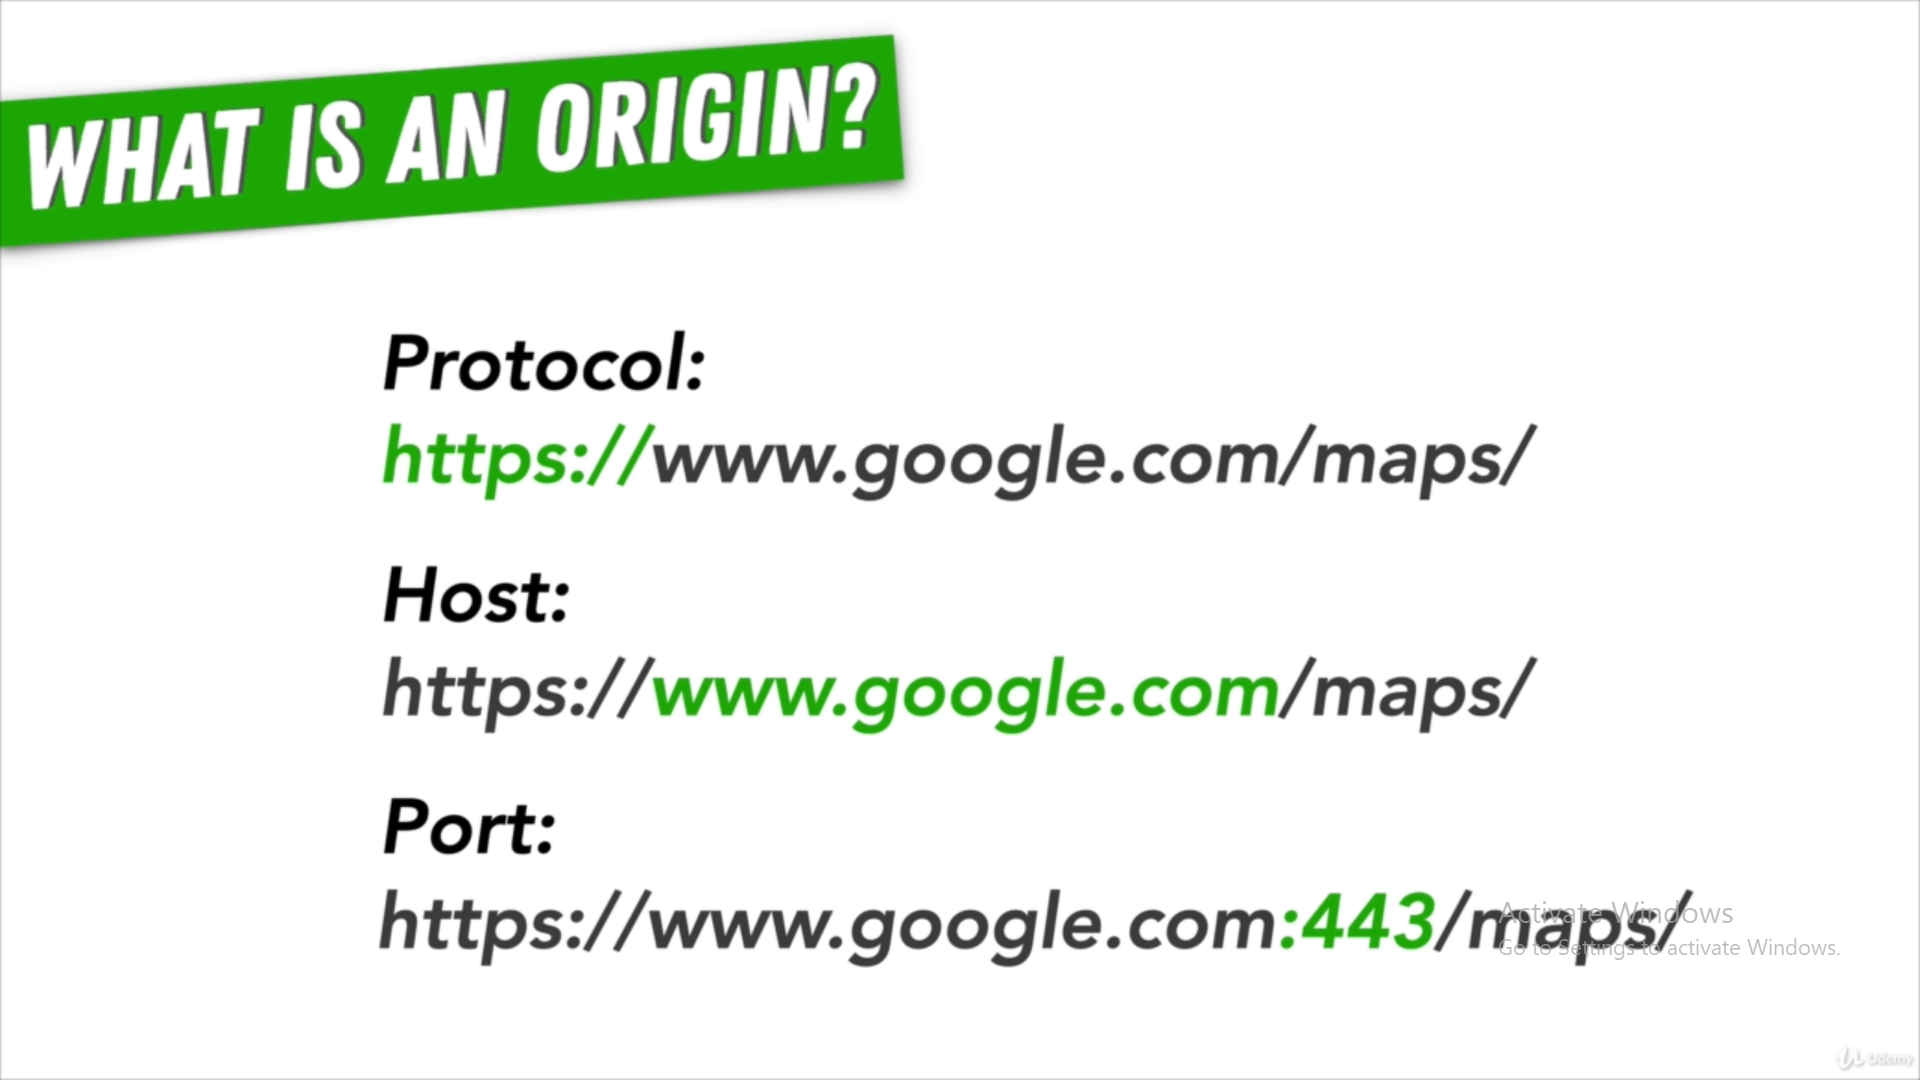 WHAT IS AN ORIGIN?
Protocol:
https://www.google.com/maps/
Host:
https://www.google.com/maps/
Port:
https://www.google.com:443/maps/
Activate Windows
Go to Settings to activate Windows.
Udemy